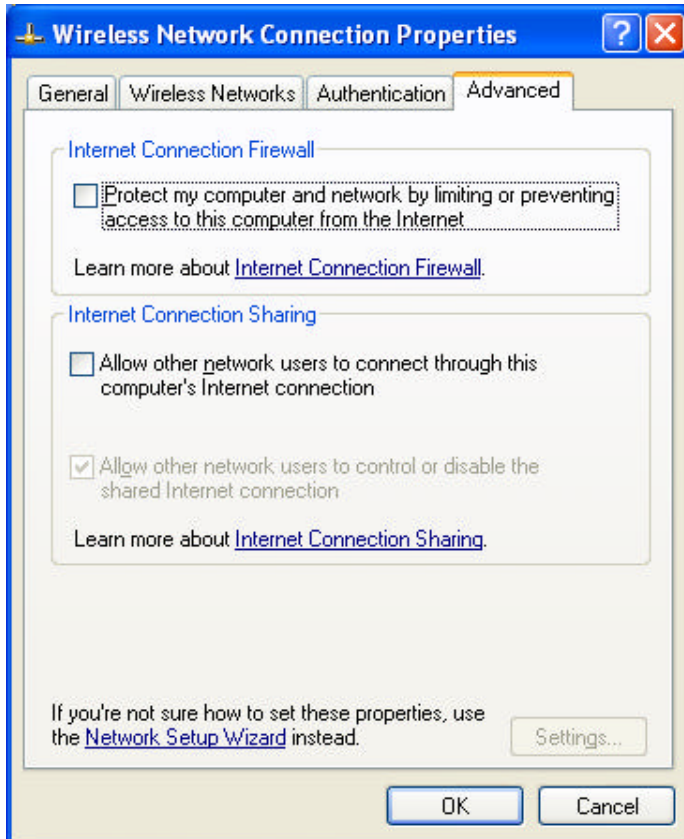 Wireless Network Connection Properties
General Wireless Networks Authentication Advanced
Internet Connection Firewall
Protect my computer and network by limiting or preventing
access to this computer from the Internet
Learn more about Internet Connection Firewall.
Internet Connection Sharing
Allow other network users to connect through this
computer's Internet connection
Allow other network users to control or disable the
shared Internet connection
Learn more about Internet Connection Sharing.
If you're not sure how to set these properties, use
the Network Setup Wizard instead.
Settings...
OK Cancel